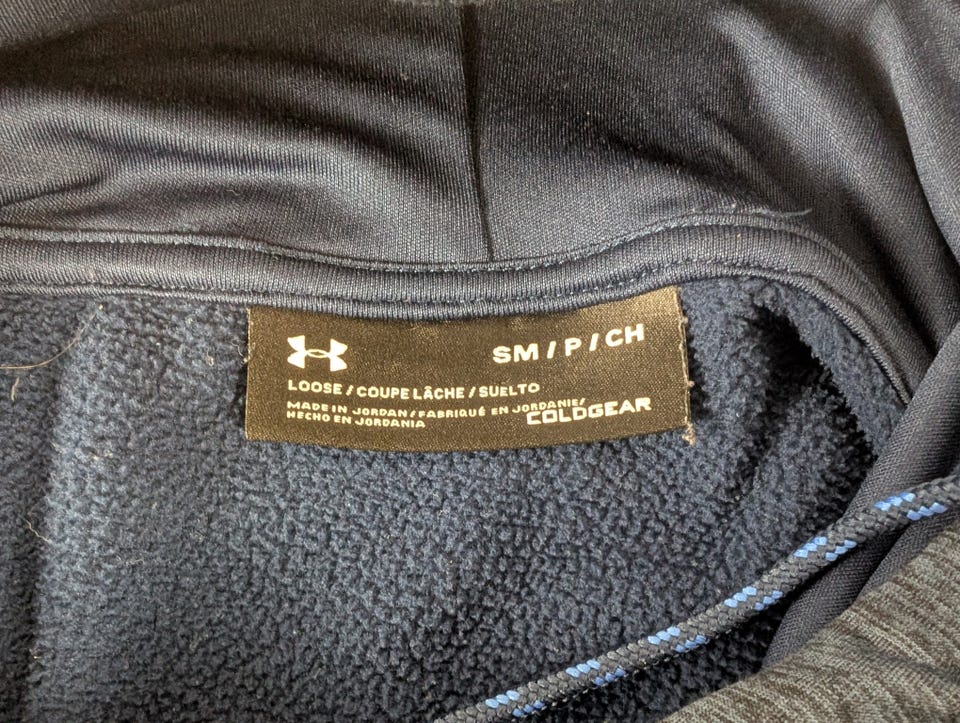 SM / P / CH
LOOSE / COUPE LÂCHE / SUELTO
MADE IN JORDAN / FABRIQUÉ EN JORDANIE/
HECHO EN JORDANIA
COLDGEAR